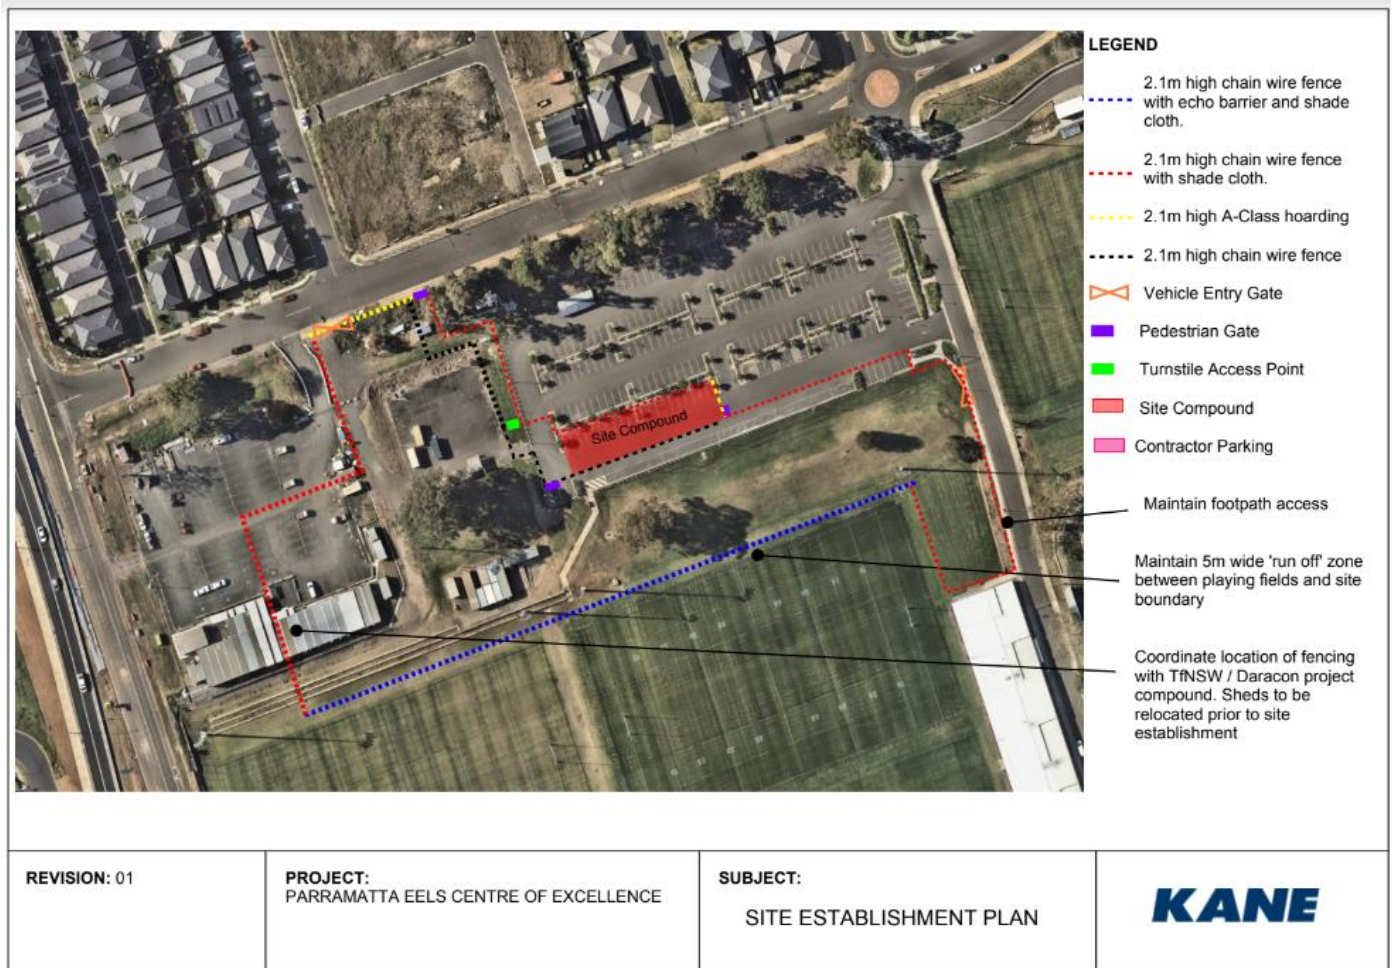 LEGEND
2.1m high chain wire fence
with echo barrier and shade
cloth.
2.1m high chain wire fence
with shade cloth.
2.1m high A-Class hoarding
2.1m high chain wire fence
Vehicle Entry Gate
Pedestrian Gate
Turnstile Access Point
Site Compound
Contractor Parking
Maintain footpath access
Maintain 5m wide 'run off' zone
between playing fields and site
boundary
Coordinate location of fencing
with TfNSW / Daracon project
compound. Sheds to be
relocated prior to site
establishment
Site Compound
REVISION: 01
PROJECT:
PARRAMATTA EELS CENTRE OF EXCELLENCE
SUBJECT:
SITE ESTABLISHMENT PLAN
KANE